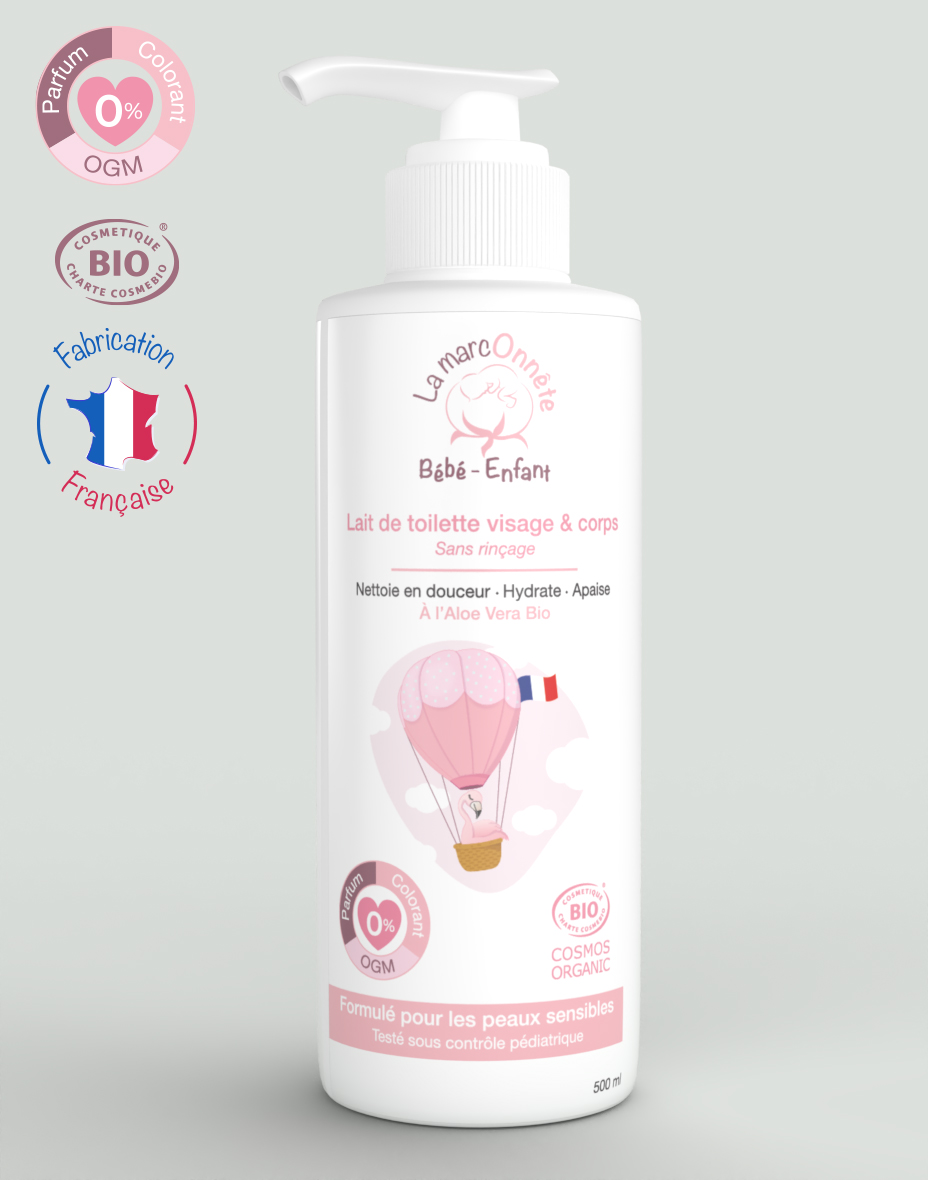 Parfum
Colorant
0%
OGM
COSMETIQUE
®
BIO
CHARTE COSMEBIO
Fabrication
Française
La marcOnnête
Bébé - Enfant
Lait de toilette visage & corps
Sans rinçage
Nettoie en douceur · Hydrate · Apaise
À l'Aloe Vera Bio
Parfum
Colorant
0%
OGM
COSMETIQUE
BIO
CHARTE COSMEBIO
COSMOS
ORGANIC
Formulé pour les peaux sensibles
Testé sous contrôle pédiatrique
500 ml